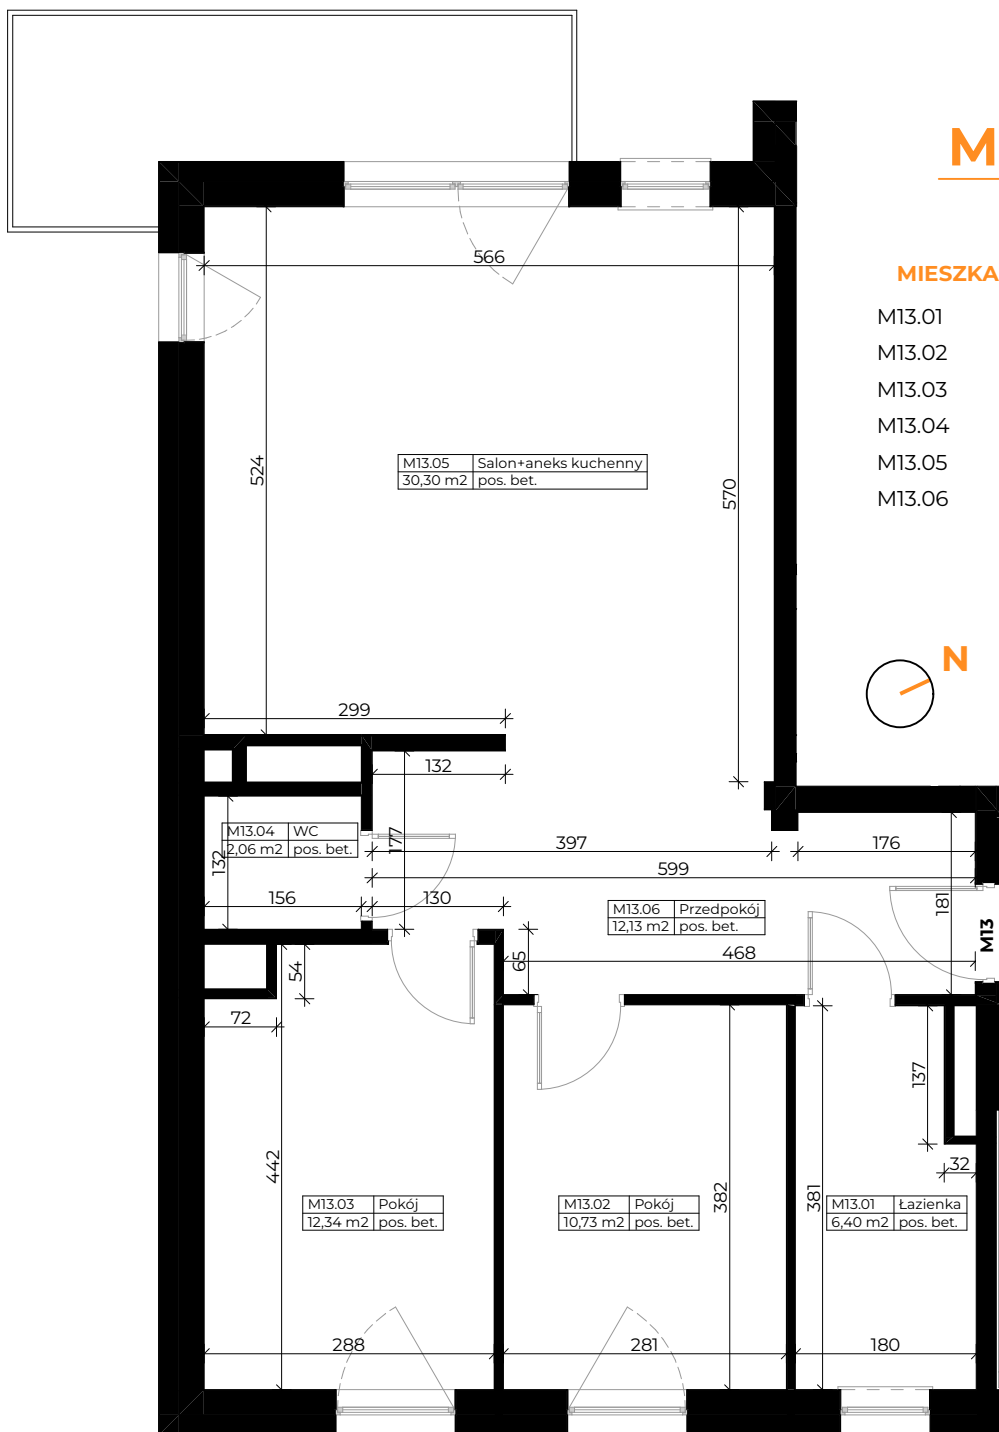 M
MIESZKA
M13.01
M13.02
M13.03
M13.04
M13.05
M13.06
N
566
524
570
M13.05 Salon+aneks kuchenny
30,30 m2 pos. bet.
299
132
177
397
176
599
M13.04 WC
2,06 m2 pos. bet.
132
156
130
181
M13.06 Przedpokój
12,13 m2 pos. bet.
M13
468
65
54
72
137
32
442
382
381
M13.03 Pokój
12,34 m2 pos. bet.
M13.02 Pokój
10,73 m2 pos. bet.
M13.01 Łazienka
6,40 m2 pos. bet.
288
281
180